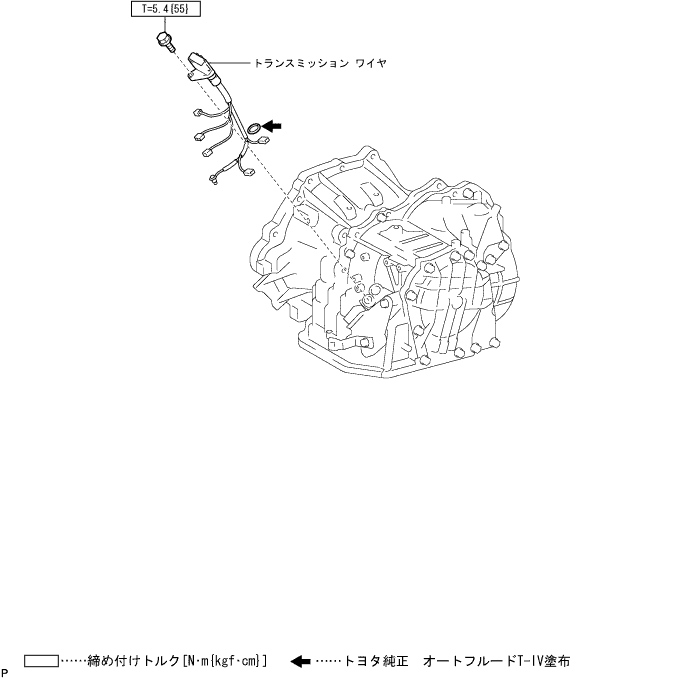 T=5.4{55}
トランスミッション ワイヤ
……締め付けトルク[N·m{kgf·cm}]
……トヨタ純正 オートフルードT-IV塗布
P